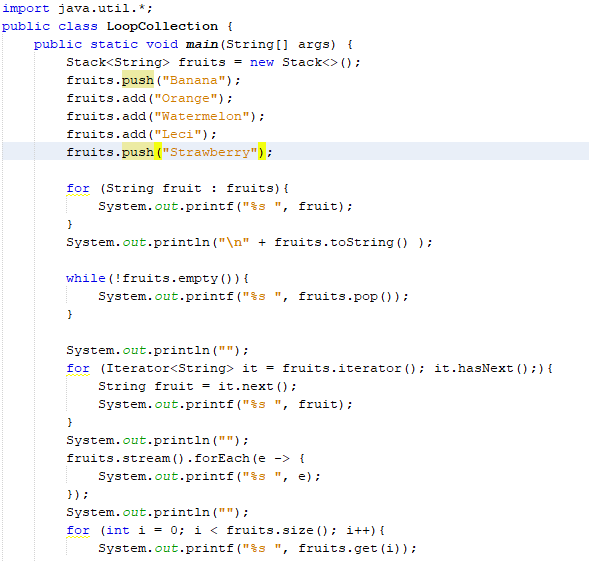 import java.util.*;
public class LoopCollection {
    public static void main(String[] args) {
        Stack<String> fruits = new Stack<>();
        fruits.push("Banana");
        fruits.add("Orange");
        fruits.add("Watermelon");
        fruits.add("Leci");
        fruits.push("Strawberry");

        for (String fruit : fruits){
            System.out.printf("%s ", fruit);
        }
        System.out.println("\n" + fruits.toString() );

        while(!fruits.empty()){
            System.out.printf("%s ", fruits.pop());
        }

        System.out.println("");
        for (Iterator<String> it = fruits.iterator(); it.hasNext();){
            String fruit = it.next();
            System.out.printf("%s ", fruit);
        }
        System.out.println("");
        fruits.stream().forEach(e -> {
            System.out.printf("%s ", e);
        });
        System.out.println("");
        for (int i = 0; i < fruits.size(); i++){
            System.out.printf("%s ", fruits.get(i));